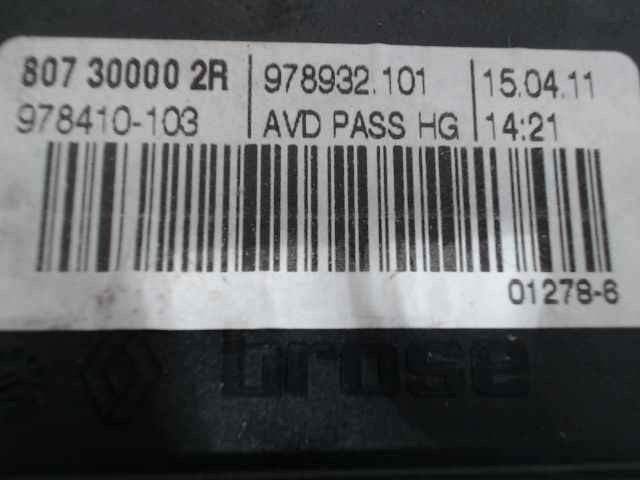 807 30000 2R 978932.101 15.04.11
978410-103 AVD PASS HG 14:21
01278-6
brose